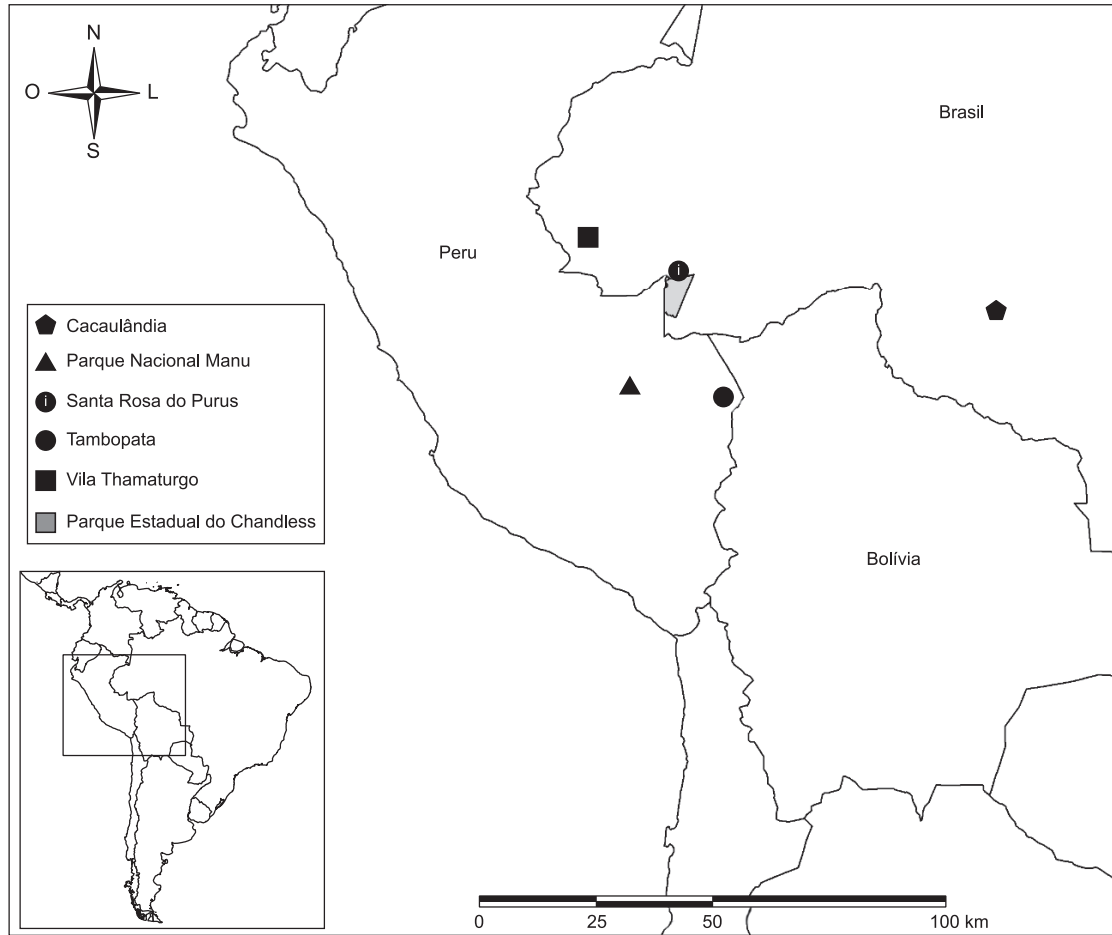 N
O
L
S
Brasil
Peru
i
Cacaulândia
Parque Nacional Manu
i Santa Rosa do Purus
Tambopata
Vila Thamaturgo
Parque Estadual do Chandless
Bolívia
0 25 50 100 km